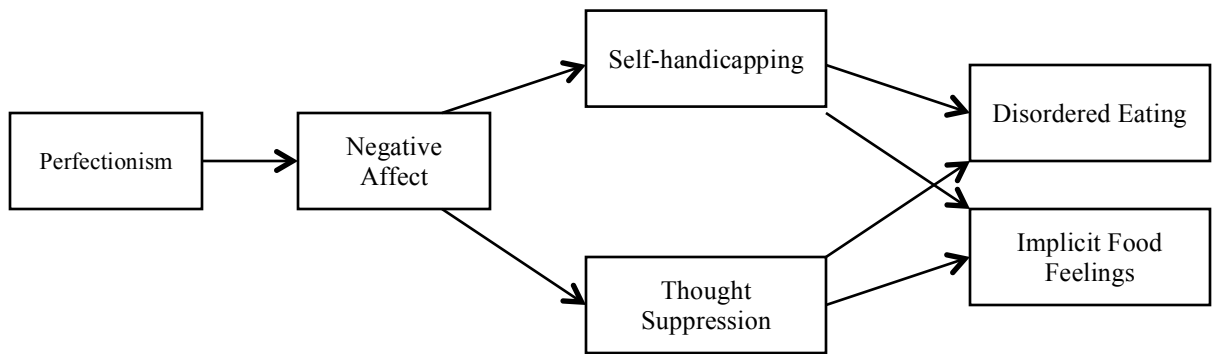 Perfectionism
Negative
Affect
Self-handicapping
Thought
Suppression
Disordered Eating
Implicit Food
Feelings